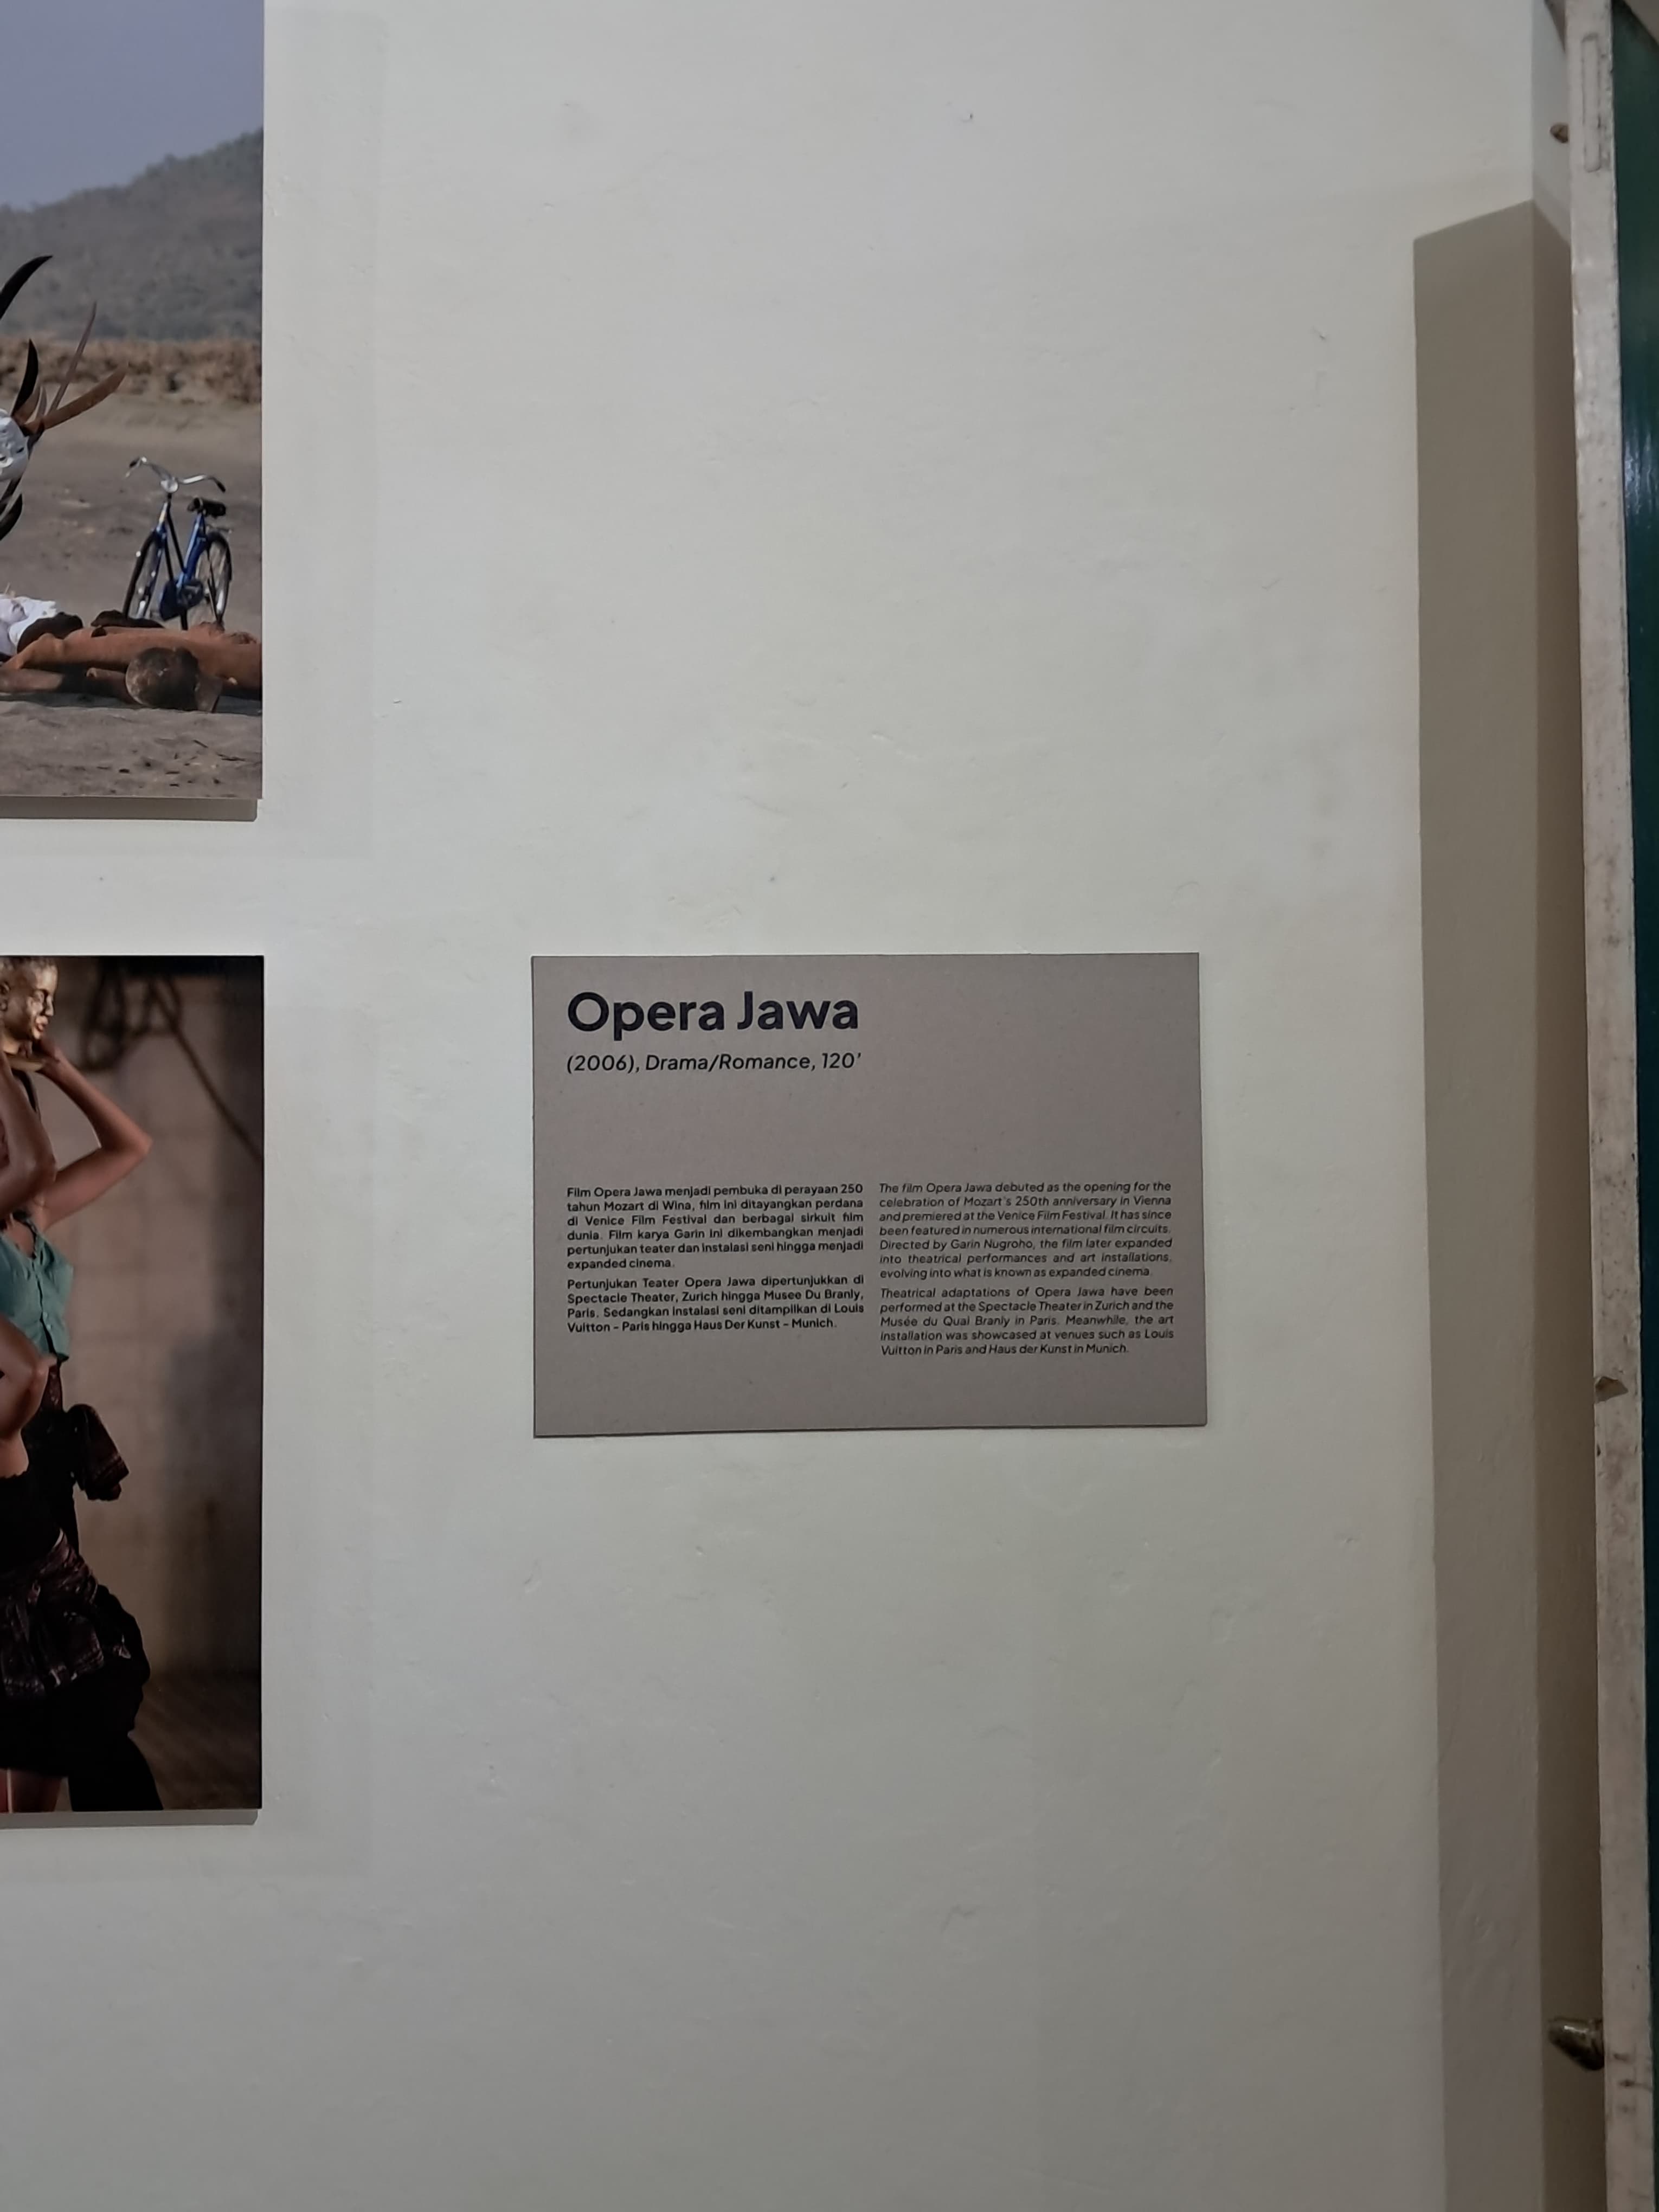 Opera Jawa
(2006), Drama/Romance, 120’
Film Opera Jawa menjadi pembuka di perayaan 250
tahun Mozart di Wina, film ini ditayangkan perdana
di Venice Film Festival dan berbagai sirkuit film
dunia. Film karya Garin ini dikembangkan menjadi
pertunjukan teater dan instalasi seni hingga menjadi
expanded cinema.
Pertunjukan Teater Opera Jawa dipertunjukkan di
Spectacle Theater, Zurich hingga Musee Du Branly,
Paris. Sedangkan instalasi seni ditampilkan di Louis
Vuitton – Paris hingga Haus Der Kunst – Munich.
The film Opera Jawa debuted as the opening for the
celebration of Mozart's 250th anniversary in Vienna
and premiered at the Venice Film Festival. It has since
been featured in numerous international film circuits.
Directed by Garin Nugroho, the film later expanded
into theatrical performances and art installations,
evolving into what is known as expanded cinema.
Theatrical adaptations of Opera Jawa have been
performed at the Spectacle Theater in Zurich and the
Musée du Quai Branly in Paris. Meanwhile, the art
installation was showcased at venues such as Louis
Vuitton in Paris and Haus der Kunst in Munich.